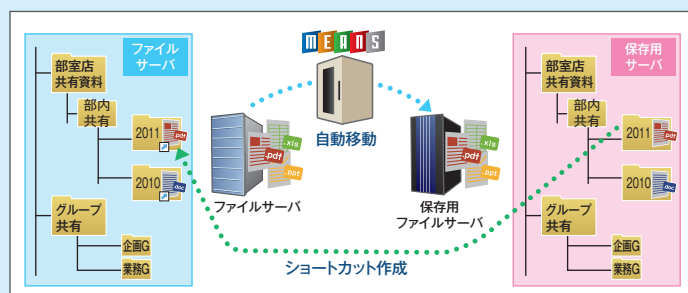 ファイル
サーバ
部室店
共有資料
部内
共有
2011
.pdf
2010
.doc
グループ
共有
企画G
業務G
MEANS
自動移動
.xls
.pdf
.ppt
ファイルサーバ
.xls
.pdf
.ppt
保存用
ファイルサーバ
ショートカット作成
保存用
サーバ
部室店
共有資料
部内
共有
2011
.pdf
2010
.doc
グループ
共有
企画G
業務G